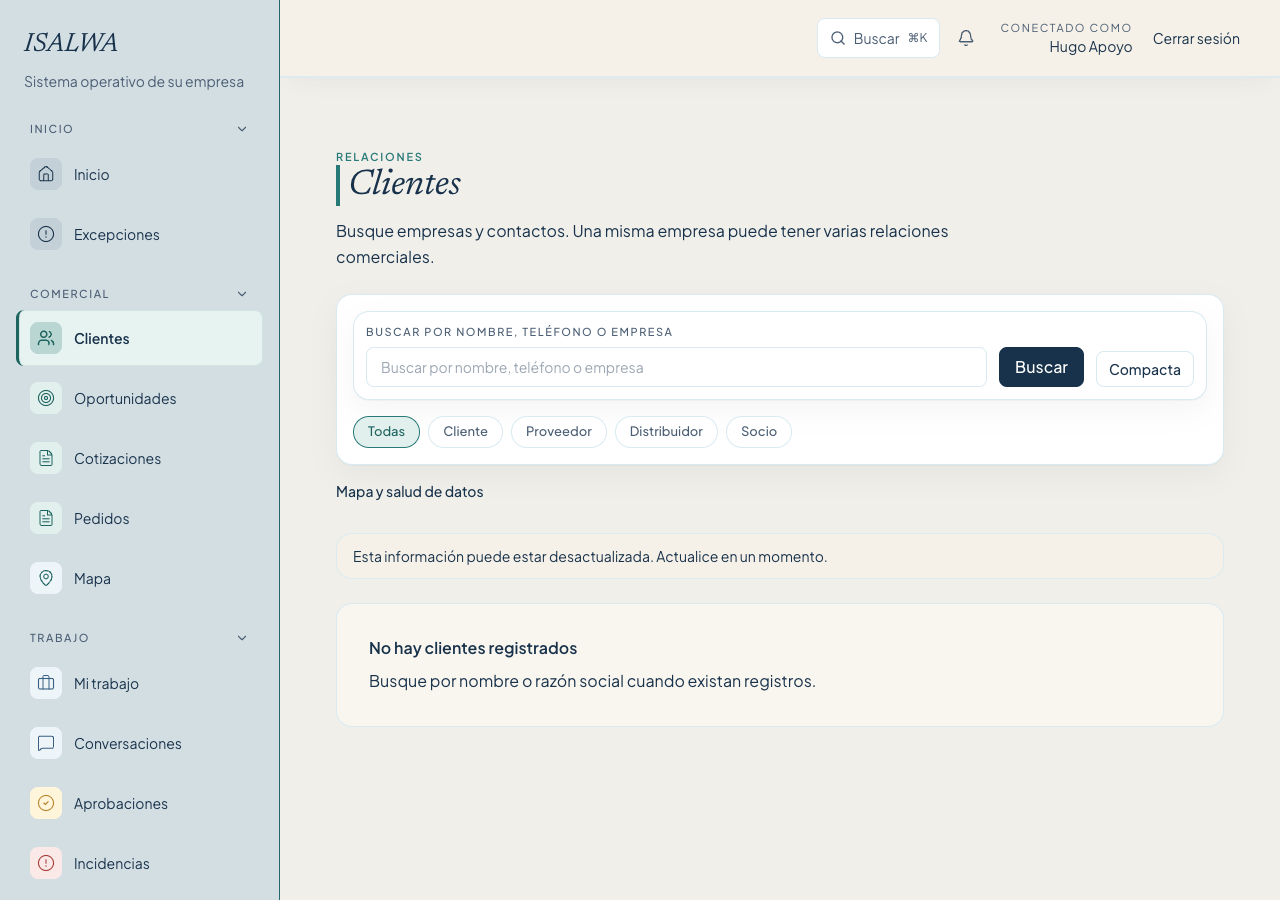 ISALWA
Sistema operativo de su empresa
INICIO
Inicio
Excepciones
COMERCIAL
Clientes
Oportunidades
Cotizaciones
Pedidos
Mapa
TRABAJO
Mi trabajo
Conversaciones
Aprobaciones
Incidencias
Buscar ⌘K
CONECTADO COMO
Hugo Apoyo
Cerrar sesión
RELACIONES
Clientes
Busque empresas y contactos. Una misma empresa puede tener varias relaciones
comerciales.
BUSCAR POR NOMBRE, TELÉFONO O EMPRESA
Buscar por nombre, teléfono o empresa
Buscar
Compacta
Todas
Cliente
Proveedor
Distribuidor
Socio
Mapa y salud de datos
Esta información puede estar desactualizada. Actualice en un momento.
No hay clientes registrados
Busque por nombre o razón social cuando existan registros.